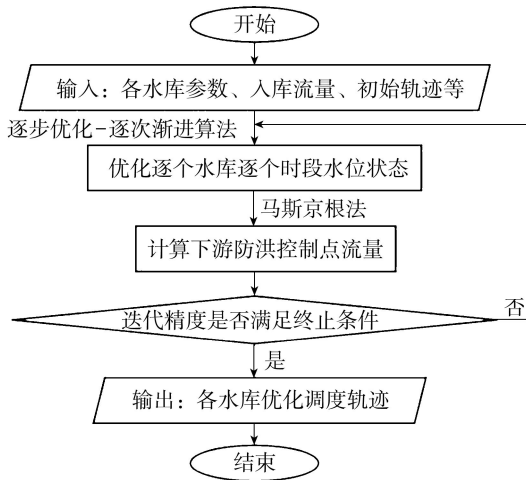 开始
输入：各水库参数、入库流量、初始轨迹等
逐步优化-逐次渐进算法
优化逐个水库逐个时段水位状态
马斯京根法
计算下游防洪控制点流量
迭代精度是否满足终止条件
否
是
输出：各水库优化调度轨迹
结束